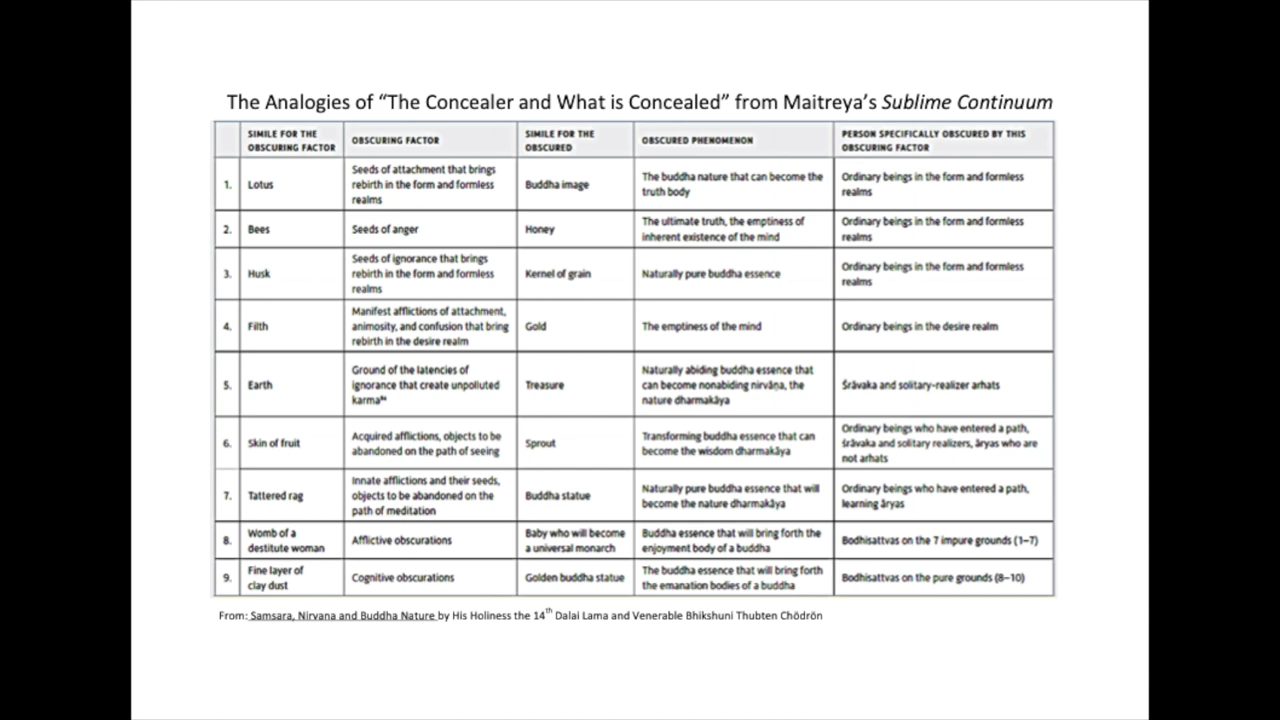 The Analogies of “The Concealer and What is Concealed” from Maitreya’s Sublime Continuum
SIMILE FOR THE OBSCURING FACTOR OBSCURING FACTOR SIMILE FOR THE OBSCURED OBSCURED PHENOMENON PERSON SPECIFICALLY OBSCURED BY THIS OBSCURING FACTOR
1. Lotus Seeds of attachment that brings rebirth in the form and formless realms Buddha image The buddha nature that can become the truth body Ordinary beings in the form and formless realms
2. Bees Seeds of anger Honey The ultimate truth, the emptiness of inherent existence of the mind Ordinary beings in the form and formless realms
3. Husk Seeds of ignorance that brings rebirth in the form and formless realms Kernel of grain Naturally pure buddha essence Ordinary beings in the form and formless realms
4. Filth Manifest afflictions of attachment, animosity, and confusion that bring rebirth in the desire realm Gold The emptiness of the mind Ordinary beings in the desire realm
5. Earth Ground of the latencies of ignorance that create unpolluted karma Treasure Naturally abiding buddha essence that can become nonabiding nirvāṇa, the nature dharmakāya Śrāvaka and solitary-realizer arhats
6. Skin of fruit Acquired afflictions, objects to be abandoned on the path of seeing Sprout Transforming buddha essence that can become the wisdom dharmakāya Ordinary beings who have entered a path, śrāvaka and solitary realizers, āryas who are not arhats
7. Tattered rag Innate afflictions and their seeds, objects to be abandoned on the path of meditation Buddha statue Naturally pure buddha essence that will become the nature dharmakāya Ordinary beings who have entered a path, learning āryas
8. Womb of a destitute woman Afflictive obscurations Baby who will become a universal monarch Buddha essence that will bring forth the enjoyment body of a buddha Bodhisattvas on the 7 impure grounds (1–7)
9. Fine layer of clay dust Cognitive obscurations Golden buddha statue The buddha essence that will bring forth the emanation bodies of a buddha Bodhisattvas on the pure grounds (8–10)
From: Samsara, Nirvana and Buddha Nature by His Holiness the 14th Dalai Lama and Venerable Bhikshuni Thubten Chödrön